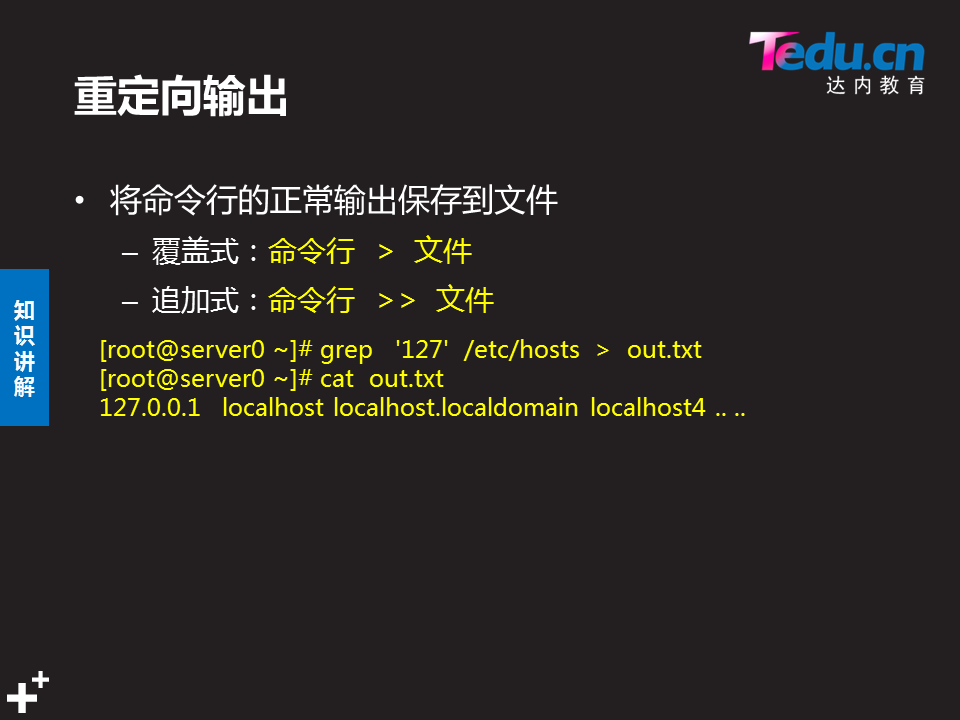 Tedu.cn
达内教育
重定向输出
• 将命令行的正常输出保存到文件
– 覆盖式：命令行 > 文件
– 追加式：命令行 >> 文件
[root@server0 ~]# grep '127' /etc/hosts > out.txt
[root@server0 ~]# cat out.txt
127.0.0.1 localhost localhost.localdomain localhost4 .. ..
知
识
讲
解